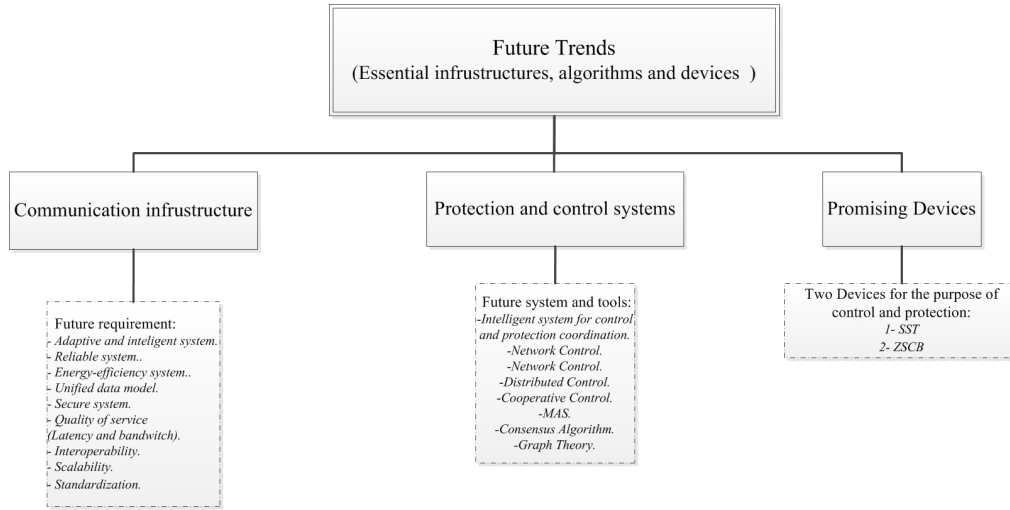 Future Trends
(Essential infrustructures, algorithms and devices )
Communication infrustructure
Protection and control systems
Promising Devices
Future requirement:
- Adaptive and inteligent system.
- Reliable system..
- Energy-efficiency system..
- Unified data model.
- Secure system.
- Quality of service
(Latency and bandwitch).
- Interoperability.
- Scalability.
- Standardization.
Future system and tools:
-Intelligent system for control
and protection coordination.
-Network Control.
-Network Control.
-Distributed Control.
-Cooperative Control.
-MAS.
-Consensus Algorithm.
-Graph Theory.
Two Devices for the purpose of
control and protection:
1- SST
2- ZSCB